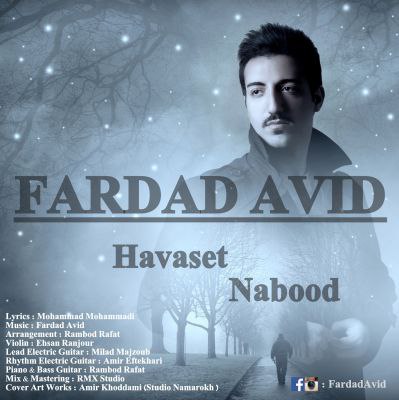 FARDAD AVID
Havaset
Nabood
Lyrics : Mohammad Mohammadi
Music : Fardad Avid
Arrangement : Rambod Rafat
Violin : Ehsan Ranjour
Lead Electric Guitar : Milad Majzoub
Rhythm Electric Guitar : Amir Eftekhari
Piano & Bass Guitar : Rambod Rafat
Mix & Mastering : RMX Studio
Cover Art Works : Amir Khoddami (Studio Namarokh )
: FardadAvid